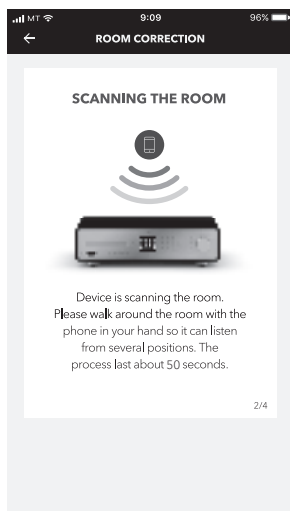 MT 9:09 96%
ROOM CORRECTION
SCANNING THE ROOM
Device is scanning the room.
Please walk around the room with the
phone in your hand so it can listen
from several positions. The
process last about 50 seconds.
2/4